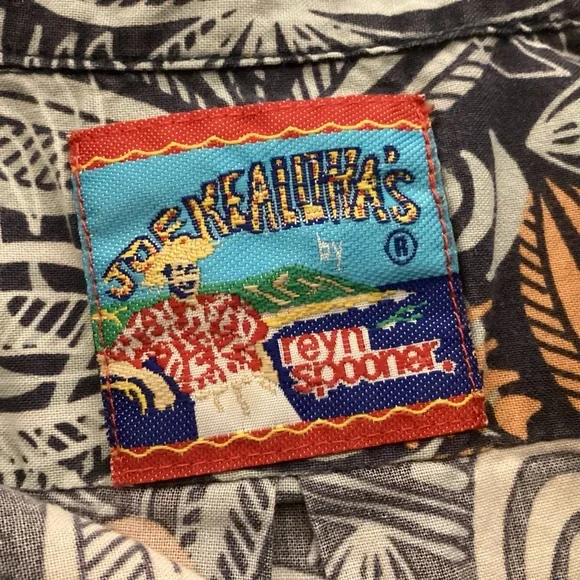 JOE KEALOHA'S
by ®
reyn
spooner.